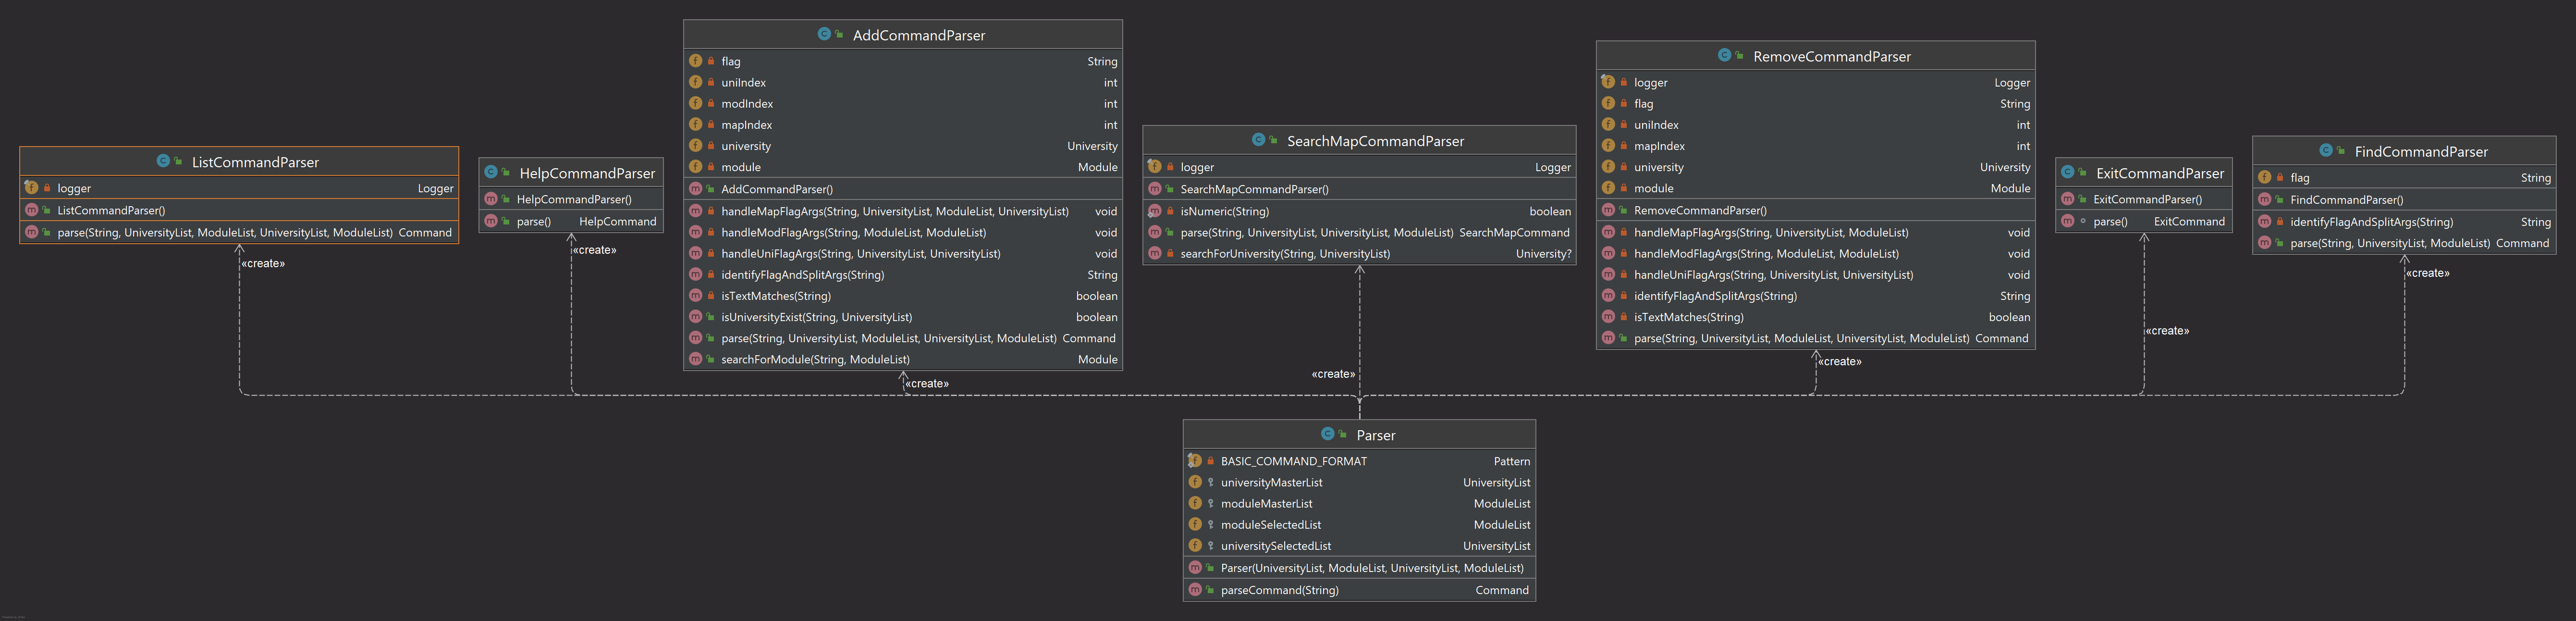 ListCommandParser
logger Logger
ListCommandParser()
parse(String, UniversityList, ModuleList, UniversityList, ModuleList) Command
«create»
HelpCommandParser
HelpCommandParser()
parse() HelpCommand
«create»
AddCommandParser
flag String
uniIndex int
modIndex int
mapIndex int
university University
module Module
AddCommandParser()
handleMapFlagArgs(String, UniversityList, ModuleList, UniversityList) void
handleModFlagArgs(String, ModuleList, ModuleList) void
handleUniFlagArgs(String, UniversityList, UniversityList) void
identifyFlagAndSplitArgs(String) String
isTextMatches(String) boolean
isUniversityExist(String, UniversityList) boolean
parse(String, UniversityList, ModuleList, UniversityList, ModuleList) Command
searchForModule(String, ModuleList) Module
«create»
SearchMapCommandParser
logger Logger
SearchMapCommandParser()
isNumeric(String) boolean
parse(String, UniversityList, UniversityList, ModuleList) SearchMapCommand
searchForUniversity(String, UniversityList) University?
«create»
RemoveCommandParser
logger Logger
flag String
uniIndex int
mapIndex int
university University
module Module
RemoveCommandParser()
handleMapFlagArgs(String, UniversityList, ModuleList) void
handleModFlagArgs(String, ModuleList, ModuleList) void
handleUniFlagArgs(String, UniversityList, UniversityList) void
identifyFlagAndSplitArgs(String) String
isTextMatches(String) boolean
parse(String, UniversityList, ModuleList, UniversityList, ModuleList) Command
«create»
ExitCommandParser
ExitCommandParser()
parse() ExitCommand
«create»
FindCommandParser
flag String
FindCommandParser()
identifyFlagAndSplitArgs(String) String
parse(String, UniversityList, ModuleList) Command
«create»
Parser
BASIC_COMMAND_FORMAT Pattern
universityMasterList UniversityList
moduleMasterList ModuleList
moduleSelectedList ModuleList
universitySelectedList UniversityList
Parser(UniversityList, ModuleList, UniversityList, ModuleList)
parseCommand(String) Command